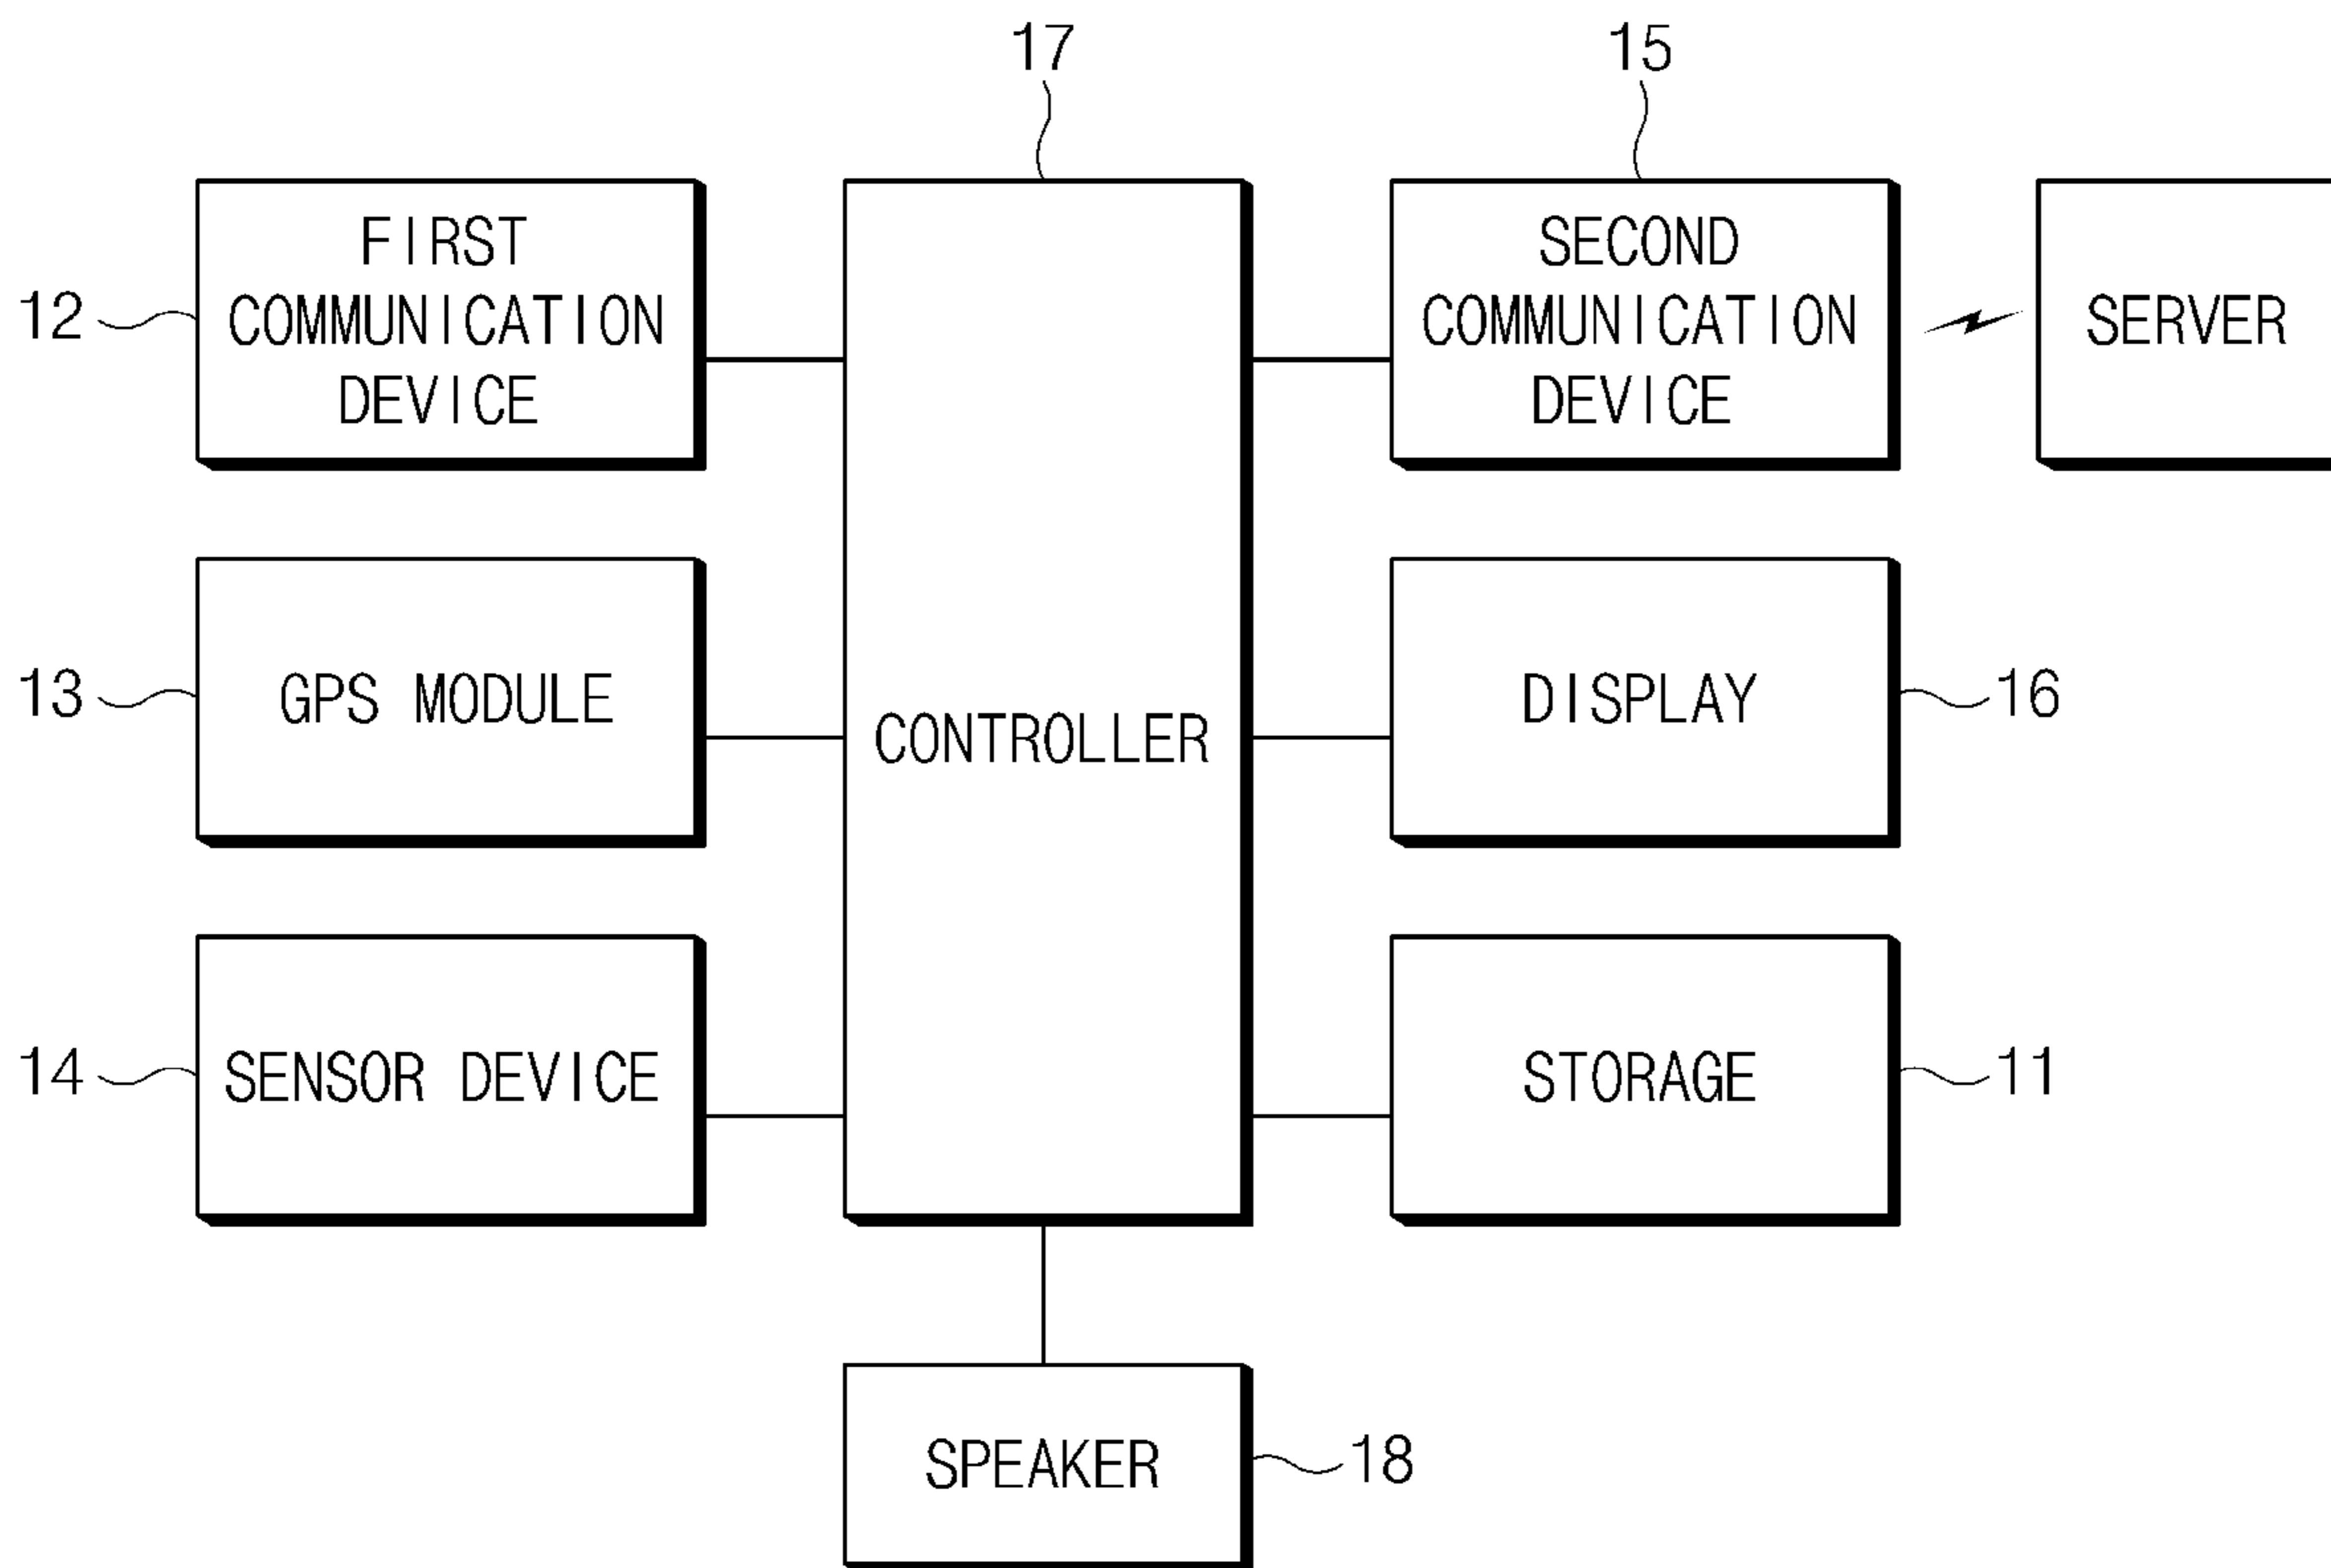 17
15
FIRST
COMMUNICATION
DEVICE
12
SECOND
COMMUNICATION
DEVICE
SERVER
GPS MODULE
13
CONTROLLER
DISPLAY
16
SENSOR DEVICE
14
STORAGE
11
SPEAKER
18